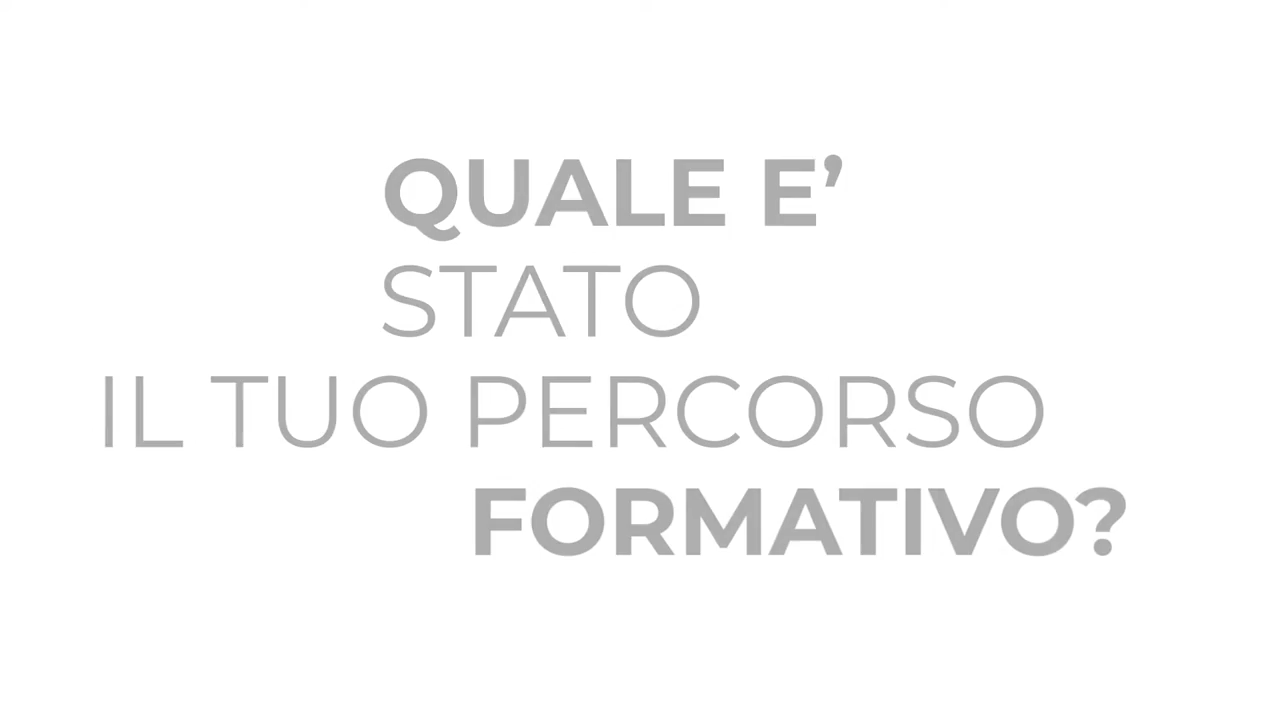 QUALE E’
STATO
IL TUO PERCORSO
FORMATIVO?